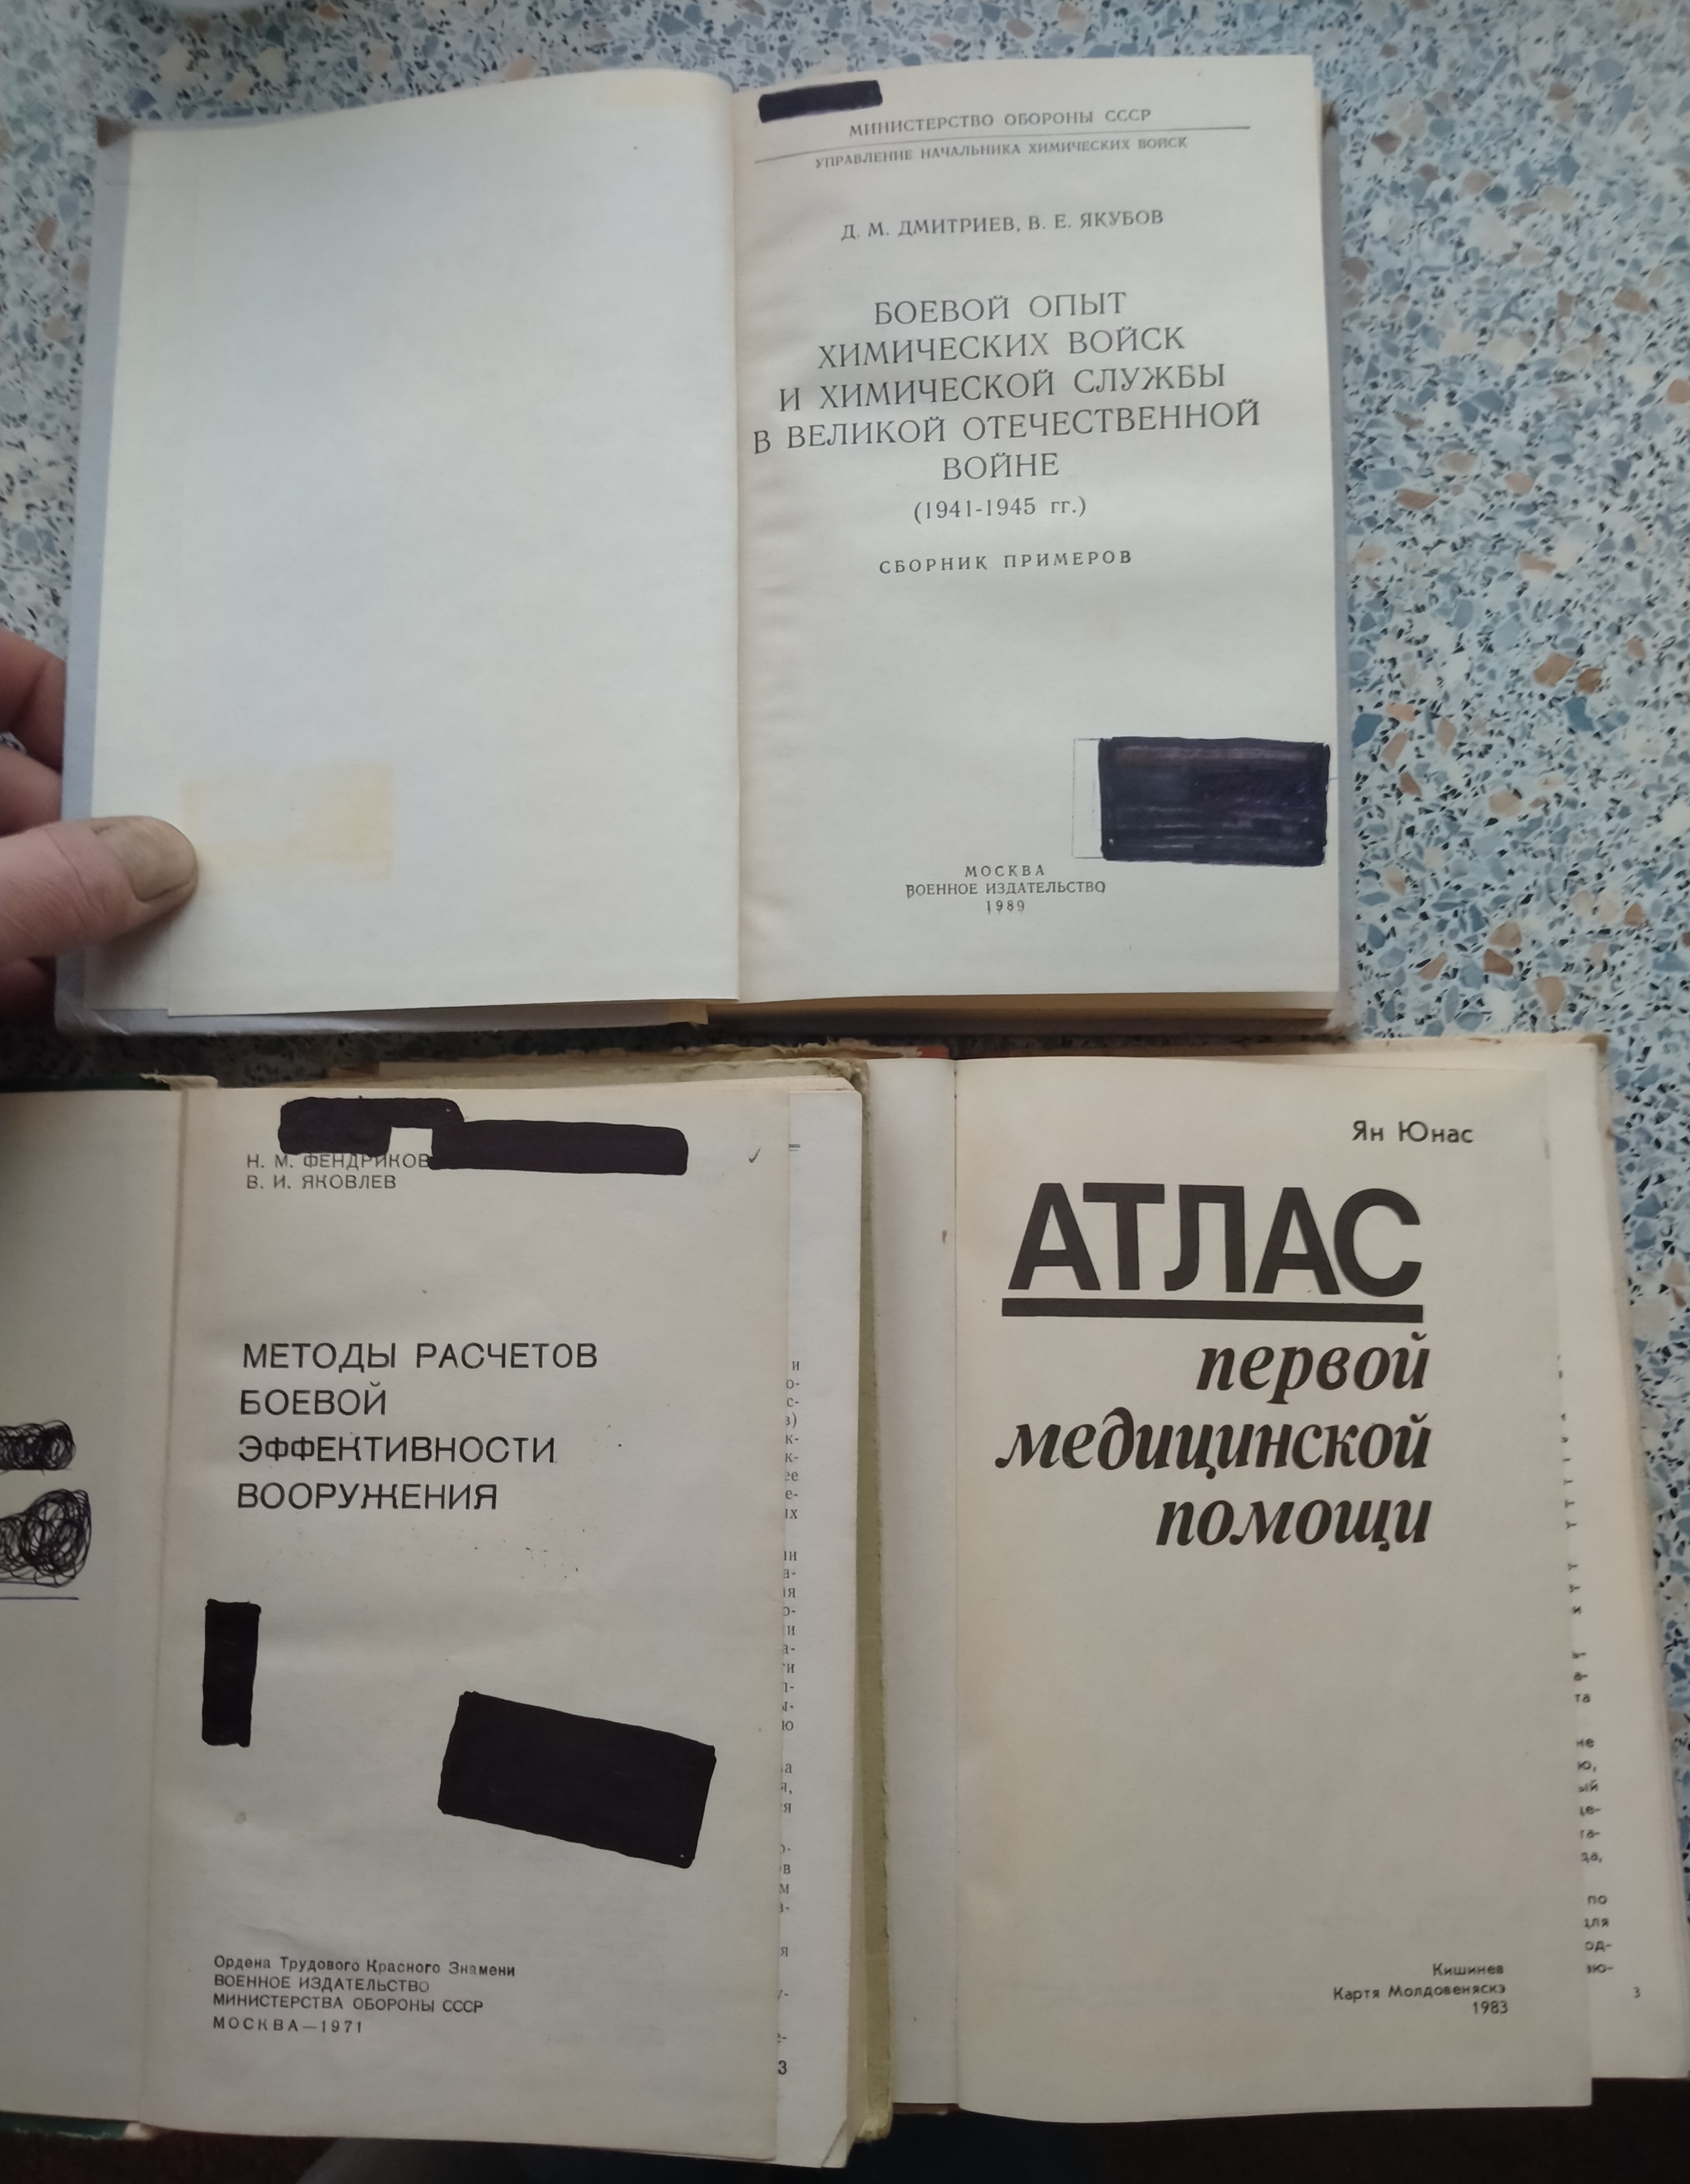 МИНИСТЕРСТВО ОБОРОНЫ СССР
УПРАВЛЕНИЕ НАЧАЛЬНИКА ХИМИЧЕСКИХ ВОЙСК
Д. М. ДМИТРИЕВ, В. Е. ЯКУБОВ
БОЕВОЙ ОПЫТ
ХИМИЧЕСКИХ ВОЙСК
И ХИМИЧЕСКОЙ СЛУЖБЫ
В ВЕЛИКОЙ ОТЕЧЕСТВЕННОЙ
ВОЙНЕ
(1941-1945 гг.)
СБОРНИК ПРИМЕРОВ
МОСКВА
ВОЕННОЕ ИЗДАТЕЛЬСТВО
1989
Н. М. ФЕНДРИКОВ
В. И. ЯКОВЛЕВ
МЕТОДЫ РАСЧЕТОВ
БОЕВОЙ
ЭФФЕКТИВНОСТИ
ВООРУЖЕНИЯ
Ордена Трудового Красного Знамени
ВОЕННОЕ ИЗДАТЕЛЬСТВО
МИНИСТЕРСТВА ОБОРОНЫ СССР
МОСКВА—1971
3
Ян Юнас
АТЛАС
первой
медицинской
помощи
Кишинев
Картя Молдовеняскэ
1983
3